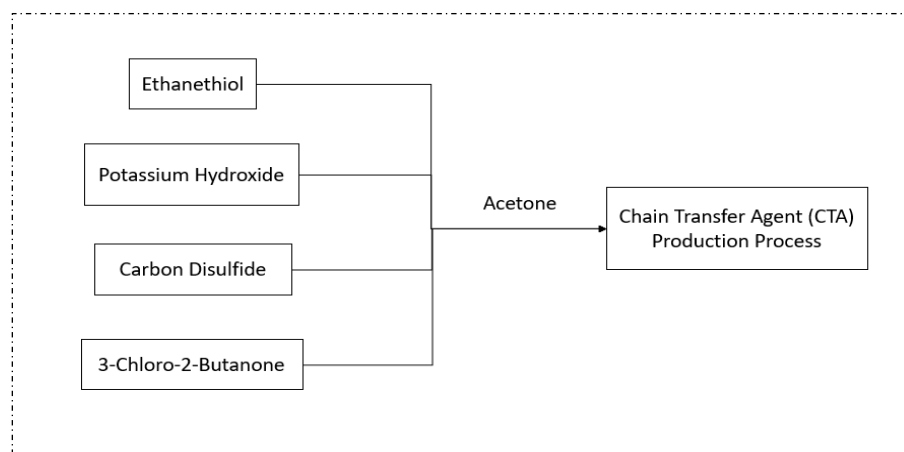 Ethanethiol
Potassium Hydroxide
Acetone
Chain Transfer Agent (CTA)
Production Process
Carbon Disulfide
3-Chloro-2-Butanone